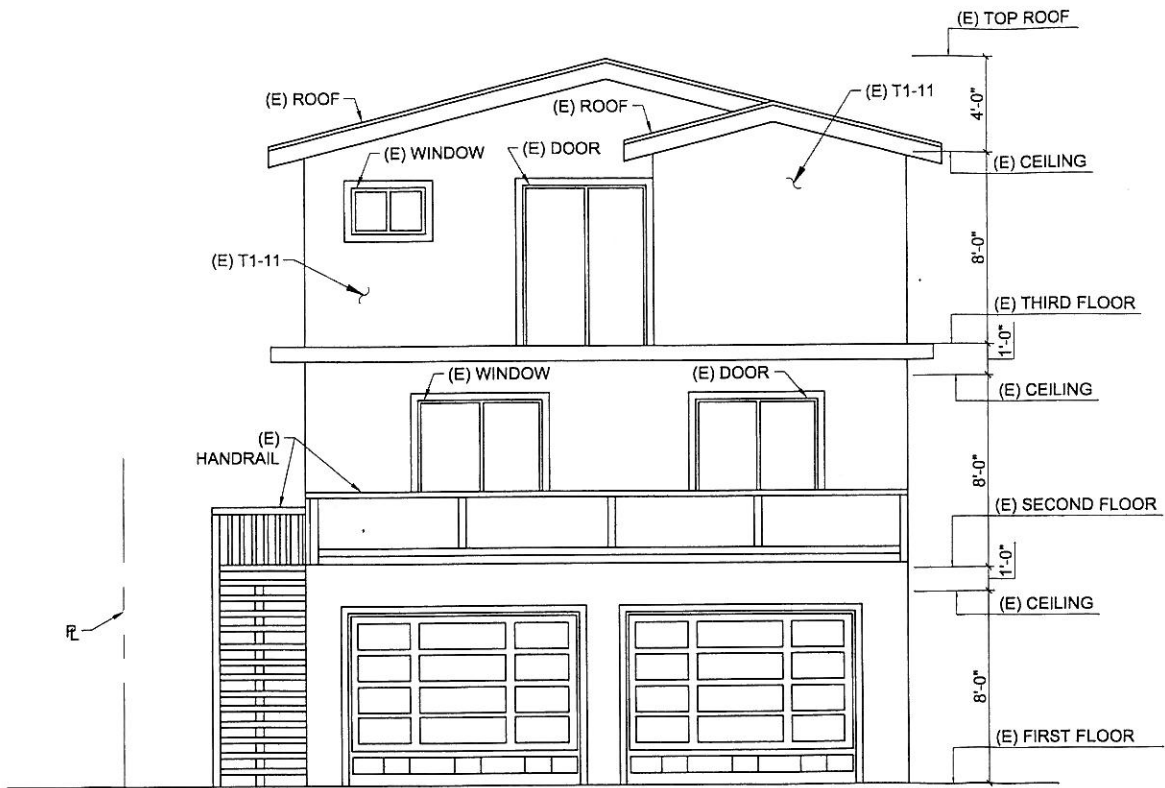 (E) TOP ROOF
4'-0"
(E) ROOF
(E) ROOF
(E) T1-11
(E) WINDOW
(E) DOOR
(E) CEILING
8'-0"
(E) T1-11
(E) THIRD FLOOR
1'-0"
(E) WINDOW
(E) DOOR
(E) CEILING
(E)
HANDRAIL
8'-0"
(E) SECOND FLOOR
1'-0"
(E) CEILING
PL
8'-0"
(E) FIRST FLOOR